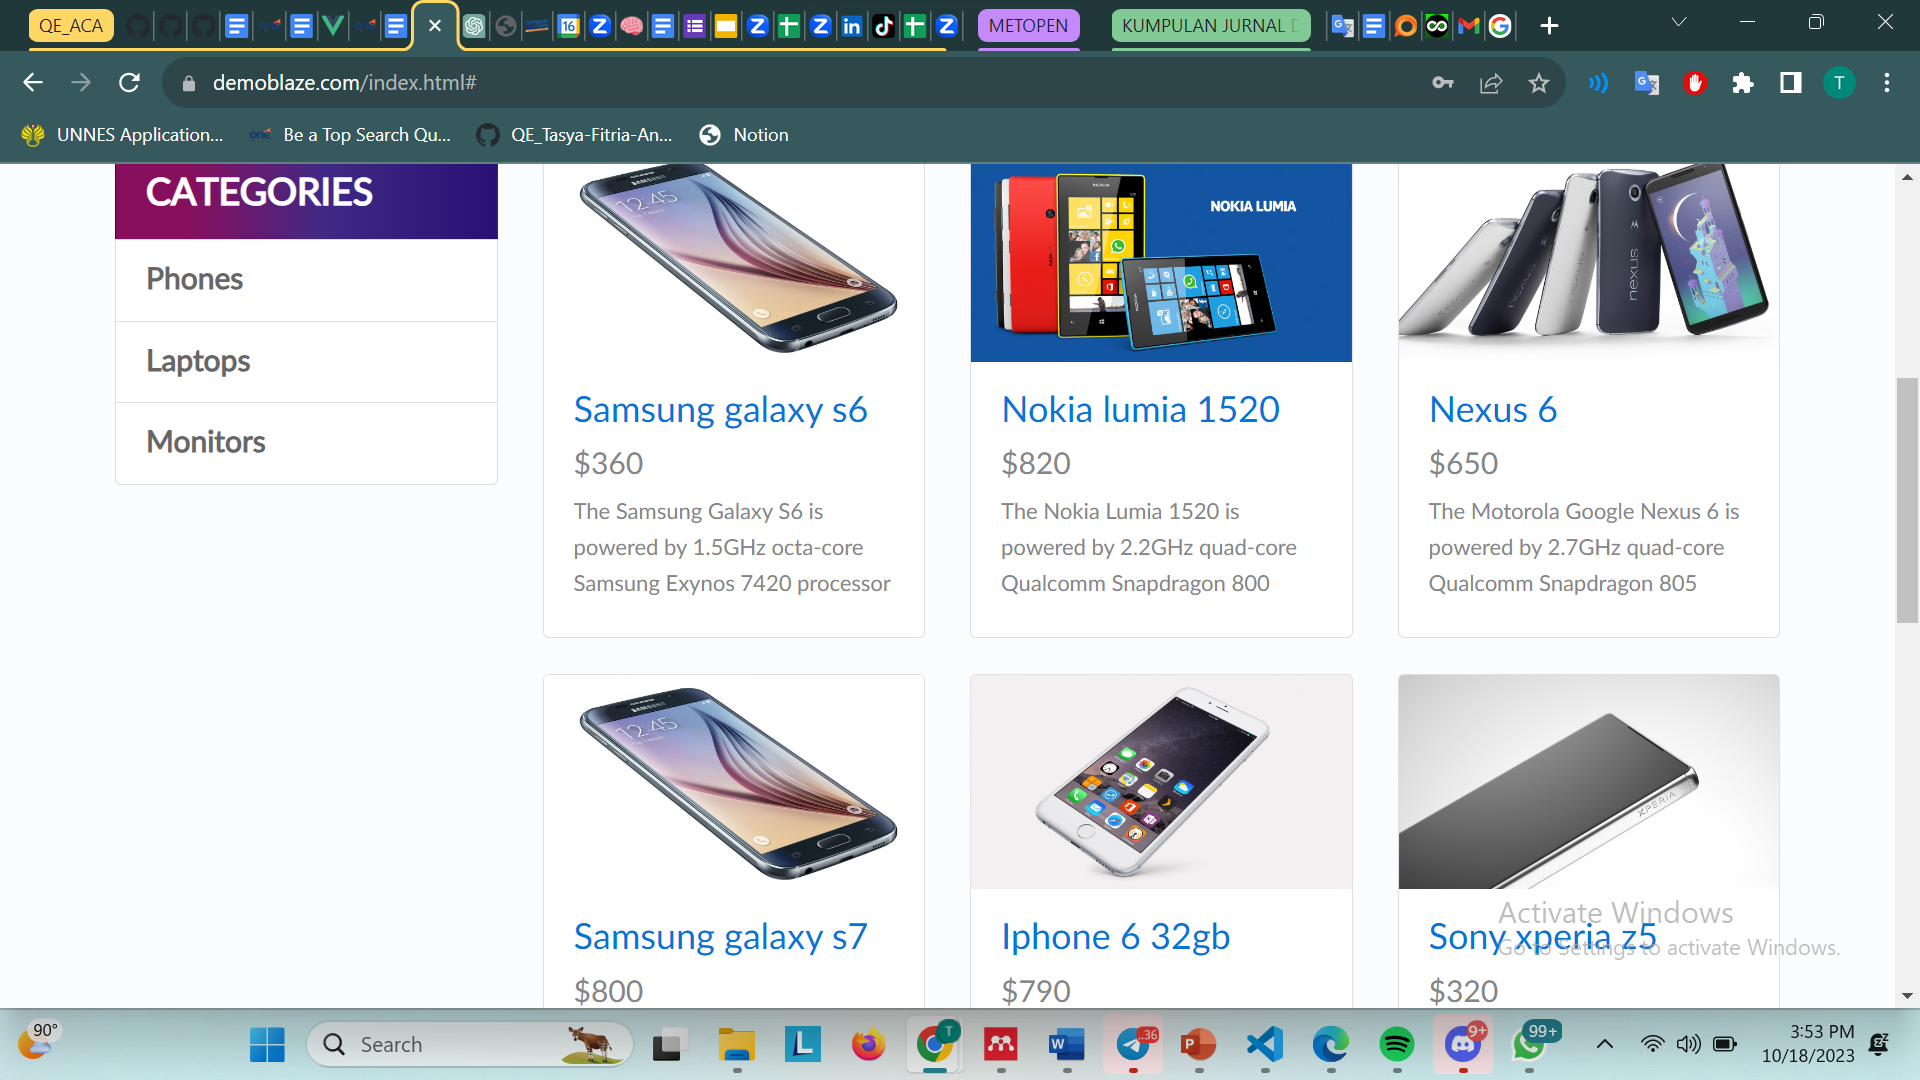 QE_ACA
METOPEN
KUMPULAN JURNAL
demoblaze.com/index.html#
T
UNNES Application...
Be a Top Search Qu...
QE_Tasya-Fitria-An...
Notion
CATEGORIES
Phones
Laptops
Monitors
NOKIA LUMIA
Samsung galaxy s6
$360
The Samsung Galaxy S6 is
powered by 1.5GHz octa-core
Samsung Exynos 7420 processor
Nokia lumia 1520
$820
The Nokia Lumia 1520 is
powered by 2.2GHz quad-core
Qualcomm Snapdragon 800
Nexus 6
$650
The Motorola Google Nexus 6 is
powered by 2.7GHz quad-core
Qualcomm Snapdragon 805
Samsung galaxy s7
$800
Iphone 6 32gb
$790
XPERIA
Sony xperia z5
$320
Activate Windows
Go to Settings to activate Windows.
90°
Search
3:53 PM
10/18/2023